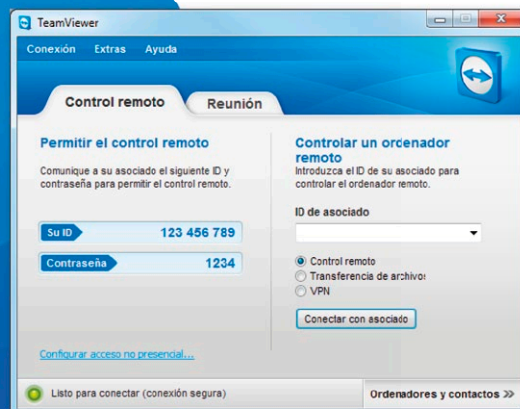 TeamViewer
Conexión Extras Ayuda
Control remoto
Reunión
Permitir el control remoto
Comunique a su asociado el siguiente ID y
contraseña para permitir el control remoto.
Su ID 123 456 789
Contraseña 1234
Configurar acceso no presencial...
Controlar un ordenador
remoto
Introduzca el ID de su asociado para
controlar el ordenador remoto.
ID de asociado
Control remoto
Transferencia de archivos
VPN
Conectar con asociado
Listo para conectar (conexión segura)
Ordenadores y contactos >>